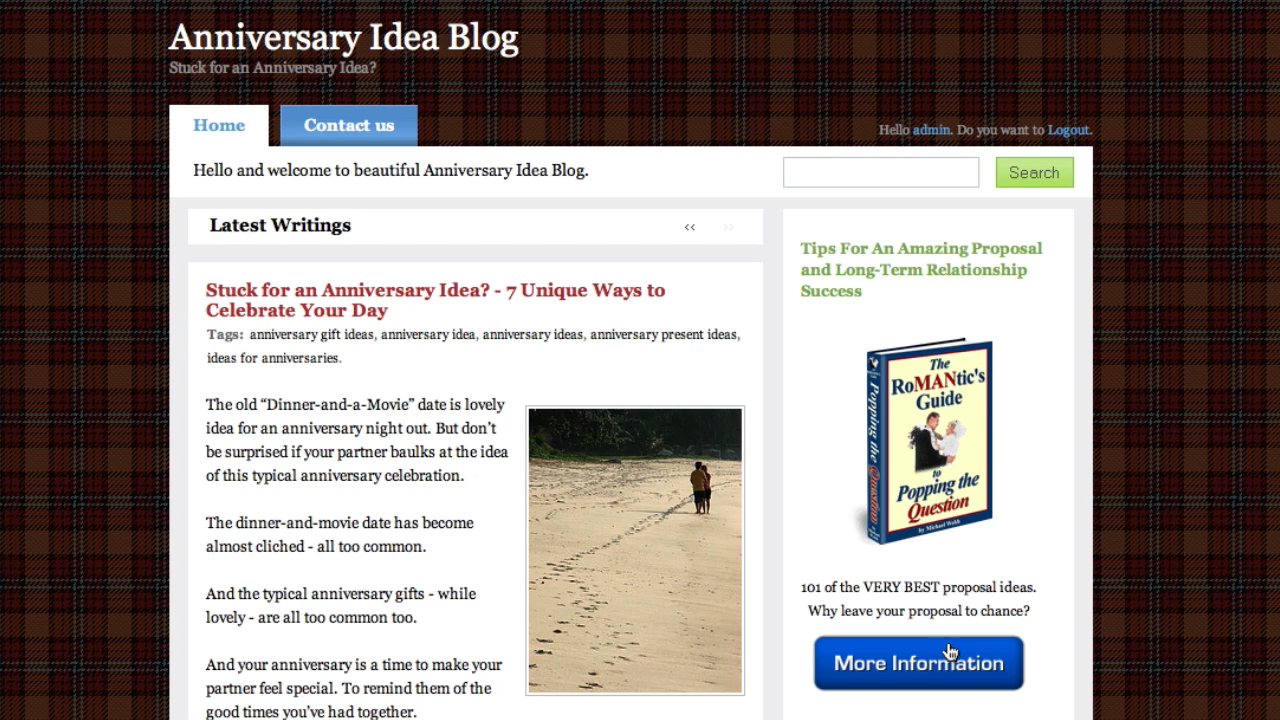 Anniversary Idea Blog
Stuck for an Anniversary Idea?
Home
Contact us
Hello admin. Do you want to Logout.
Hello and welcome to beautiful Anniversary Idea Blog.
Search
Latest Writings
‹‹
››
Stuck for an Anniversary Idea? - 7 Unique Ways to
Celebrate Your Day
Tags: anniversary gift ideas, anniversary idea, anniversary ideas, anniversary present ideas,
ideas for anniversaries.
The old “Dinner-and-a-Movie” date is lovely
idea for an anniversary night out. But don’t
be surprised if your partner baulks at the idea
of this typical anniversary celebration.
The dinner-and-movie date has become
almost cliched - all too common.
And the typical anniversary gifts - while
lovely - are all too common too.
And your anniversary is a time to make your
partner feel special. To remind them of the
good times you’ve had together.
Tips For An Amazing Proposal
and Long-Term Relationship
Success
The
RoMANtic's
Guide
to
Popping the
Question
by Michael Webb
Popping the Question
101 of the VERY BEST proposal ideas.
Why leave your proposal to chance?
More Information